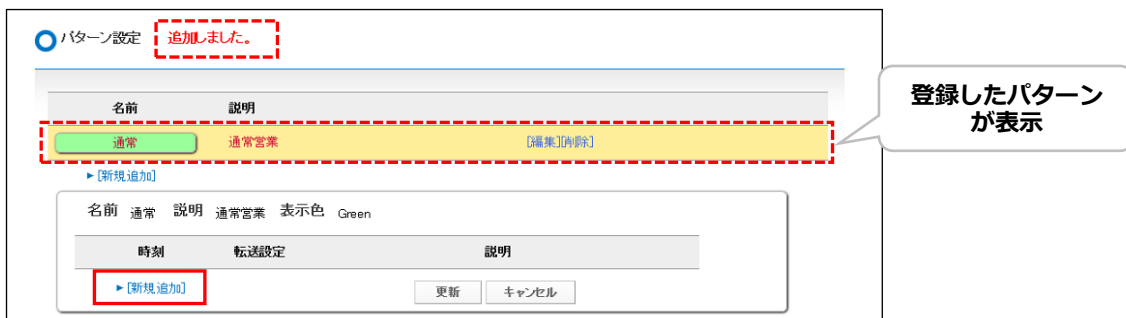 パターン設定 追加しました。
名前 説明
通常 通常営業 [編集][削除]
登録したパターン
が表示
►[新規追加]
名前 通常 説明 通常営業 表示色 Green
時刻 転送設定 説明
►[新規追加] 更新 キャンセル